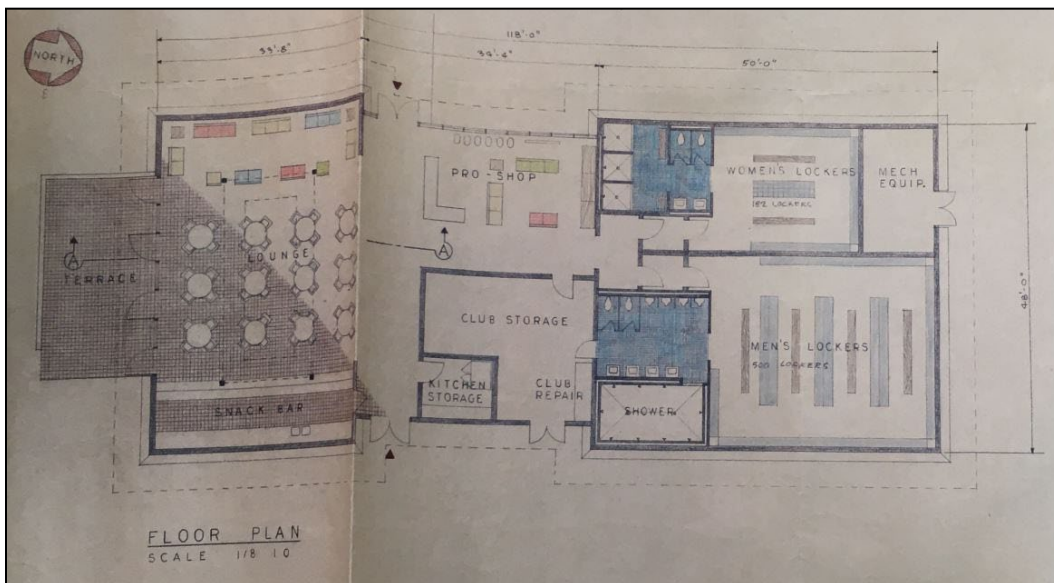 NORTH
118'-0"
33'-8"
34'-4"
50'-0"
PRO-SHOP
WOMEN'S LOCKERS
182 LOCKERS
MECH
EQUIP.
A
A
LOUNGE
TERRACE
48'-0"
CLUB STORAGE
MEN'S LOCKERS
500 LOCKERS
KITCHEN
STORAGE
CLUB
REPAIR
SHOWER
SNACK BAR
FLOOR PLAN
SCALE 1/8 1.0